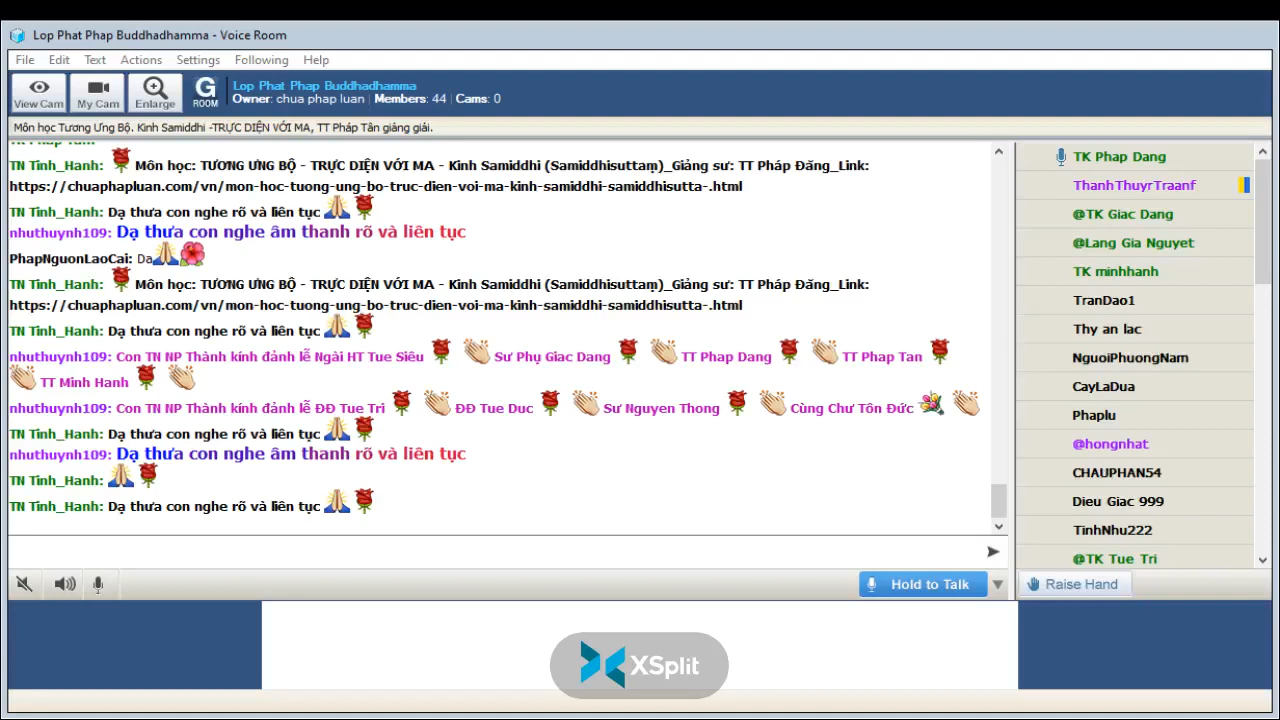 Lop Phat Phap Buddhadhamma - Voice Room
File Edit Text Actions Settings Following Help
View Cam My Cam Enlarge G ROOM
Lop Phat Phap Buddhadhamma
Owner: chua phap luan | Members: 44 | Cams: 0
Môn học Tương Ưng Bộ. Kinh Samiddhi -TRỰC DIỆN VỚI MA, TT Pháp Tân giảng giải.
TN Tinh_Hanh: Môn học: TƯƠNG ƯNG BỘ - TRỰC DIỆN VỚI MA - Kinh Samiddhi (Samiddhisuttaṃ)_Giảng sư: TT Pháp Đăng_Link:
https://chuaphapluan.com/vn/mon-hoc-tuong-ung-bo-truc-dien-voi-ma-kinh-samiddhi-samiddhisutta-.html
TN Tinh_Hanh: Dạ thưa con nghe rõ và liên tục
nhuthuynh109: Dạ thưa con nghe âm thanh rõ và liên tục
PhapNguonLaoCai: Da
TN Tinh_Hanh: Môn học: TƯƠNG ƯNG BỘ - TRỰC DIỆN VỚI MA - Kinh Samiddhi (Samiddhisuttaṃ)_Giảng sư: TT Pháp Đăng_Link:
https://chuaphapluan.com/vn/mon-hoc-tuong-ung-bo-truc-dien-voi-ma-kinh-samiddhi-samiddhisutta-.html
TN Tinh_Hanh: Dạ thưa con nghe rõ và liên tục
nhuthuynh109: Con TN NP Thành kính đảnh lễ Ngài HT Tue Siêu Sư Phụ Giac Dang TT Phap Dang TT Phap Tan
TT Minh Hanh
nhuthuynh109: Con TN NP Thành kính đảnh lễ ĐĐ Tue Tri ĐĐ Tue Duc Sư Nguyen Thong Cùng Chư Tôn Đức
TN Tinh_Hanh: Dạ thưa con nghe rõ và liên tục
nhuthuynh109: Dạ thưa con nghe âm thanh rõ và liên tục
TN Tinh_Hanh:
TN Tinh_Hanh: Dạ thưa con nghe rõ và liên tục
Hold to Talk
TK Phap Dang
ThanhThuyrTraanf
@TK Giac Dang
@Lang Gia Nguyet
TK minhhanh
TranDao1
Thy an lac
NguoiPhuongNam
CayLaDua
Phaplu
@hongnhat
CHAUPHAN54
Dieu Giac 999
TinhNhu222
@TK Tue Tri
Raise Hand
XSplit